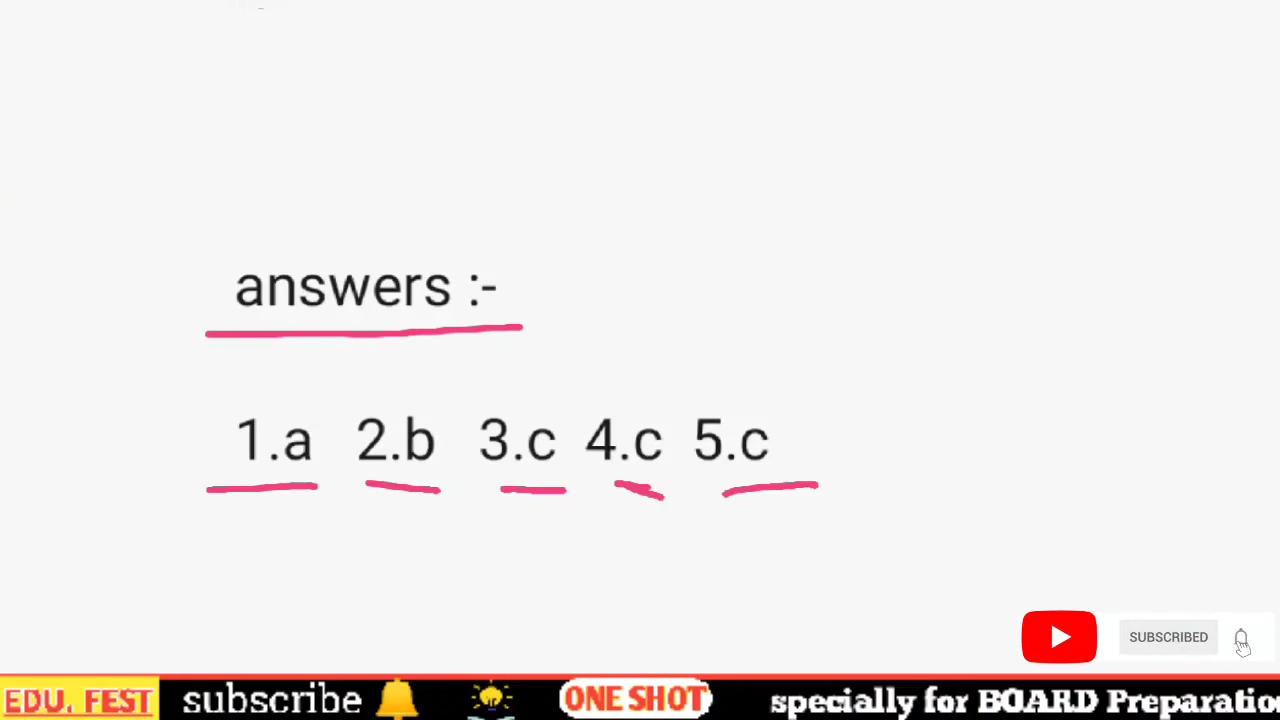 answers :-
1.a 2.b 3.c 4.c 5.c
SUBSCRIBED
EDU. FEST subscribe ONE SHOT specially for BOARD Preparatio